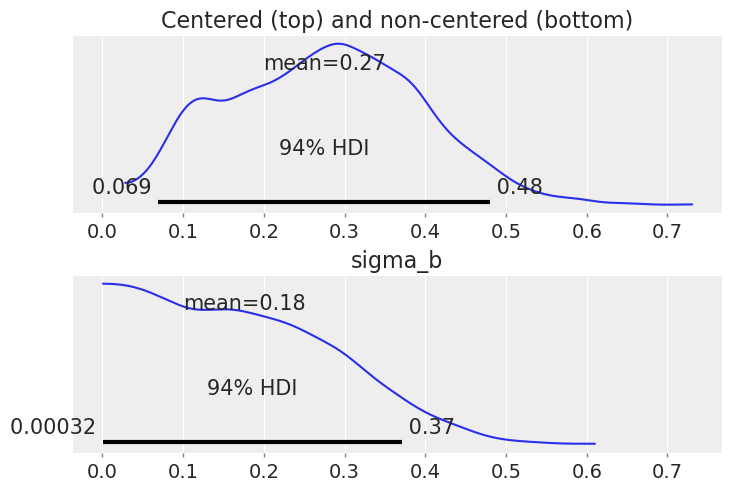 Centered (top) and non-centered (bottom)
mean=0.27
94% HDI
0.069 0.48
0.0 0.1 0.2 0.3 0.4 0.5 0.6 0.7
sigma_b
mean=0.18
94% HDI
0.00032 0.37
0.0 0.1 0.2 0.3 0.4 0.5 0.6 0.7